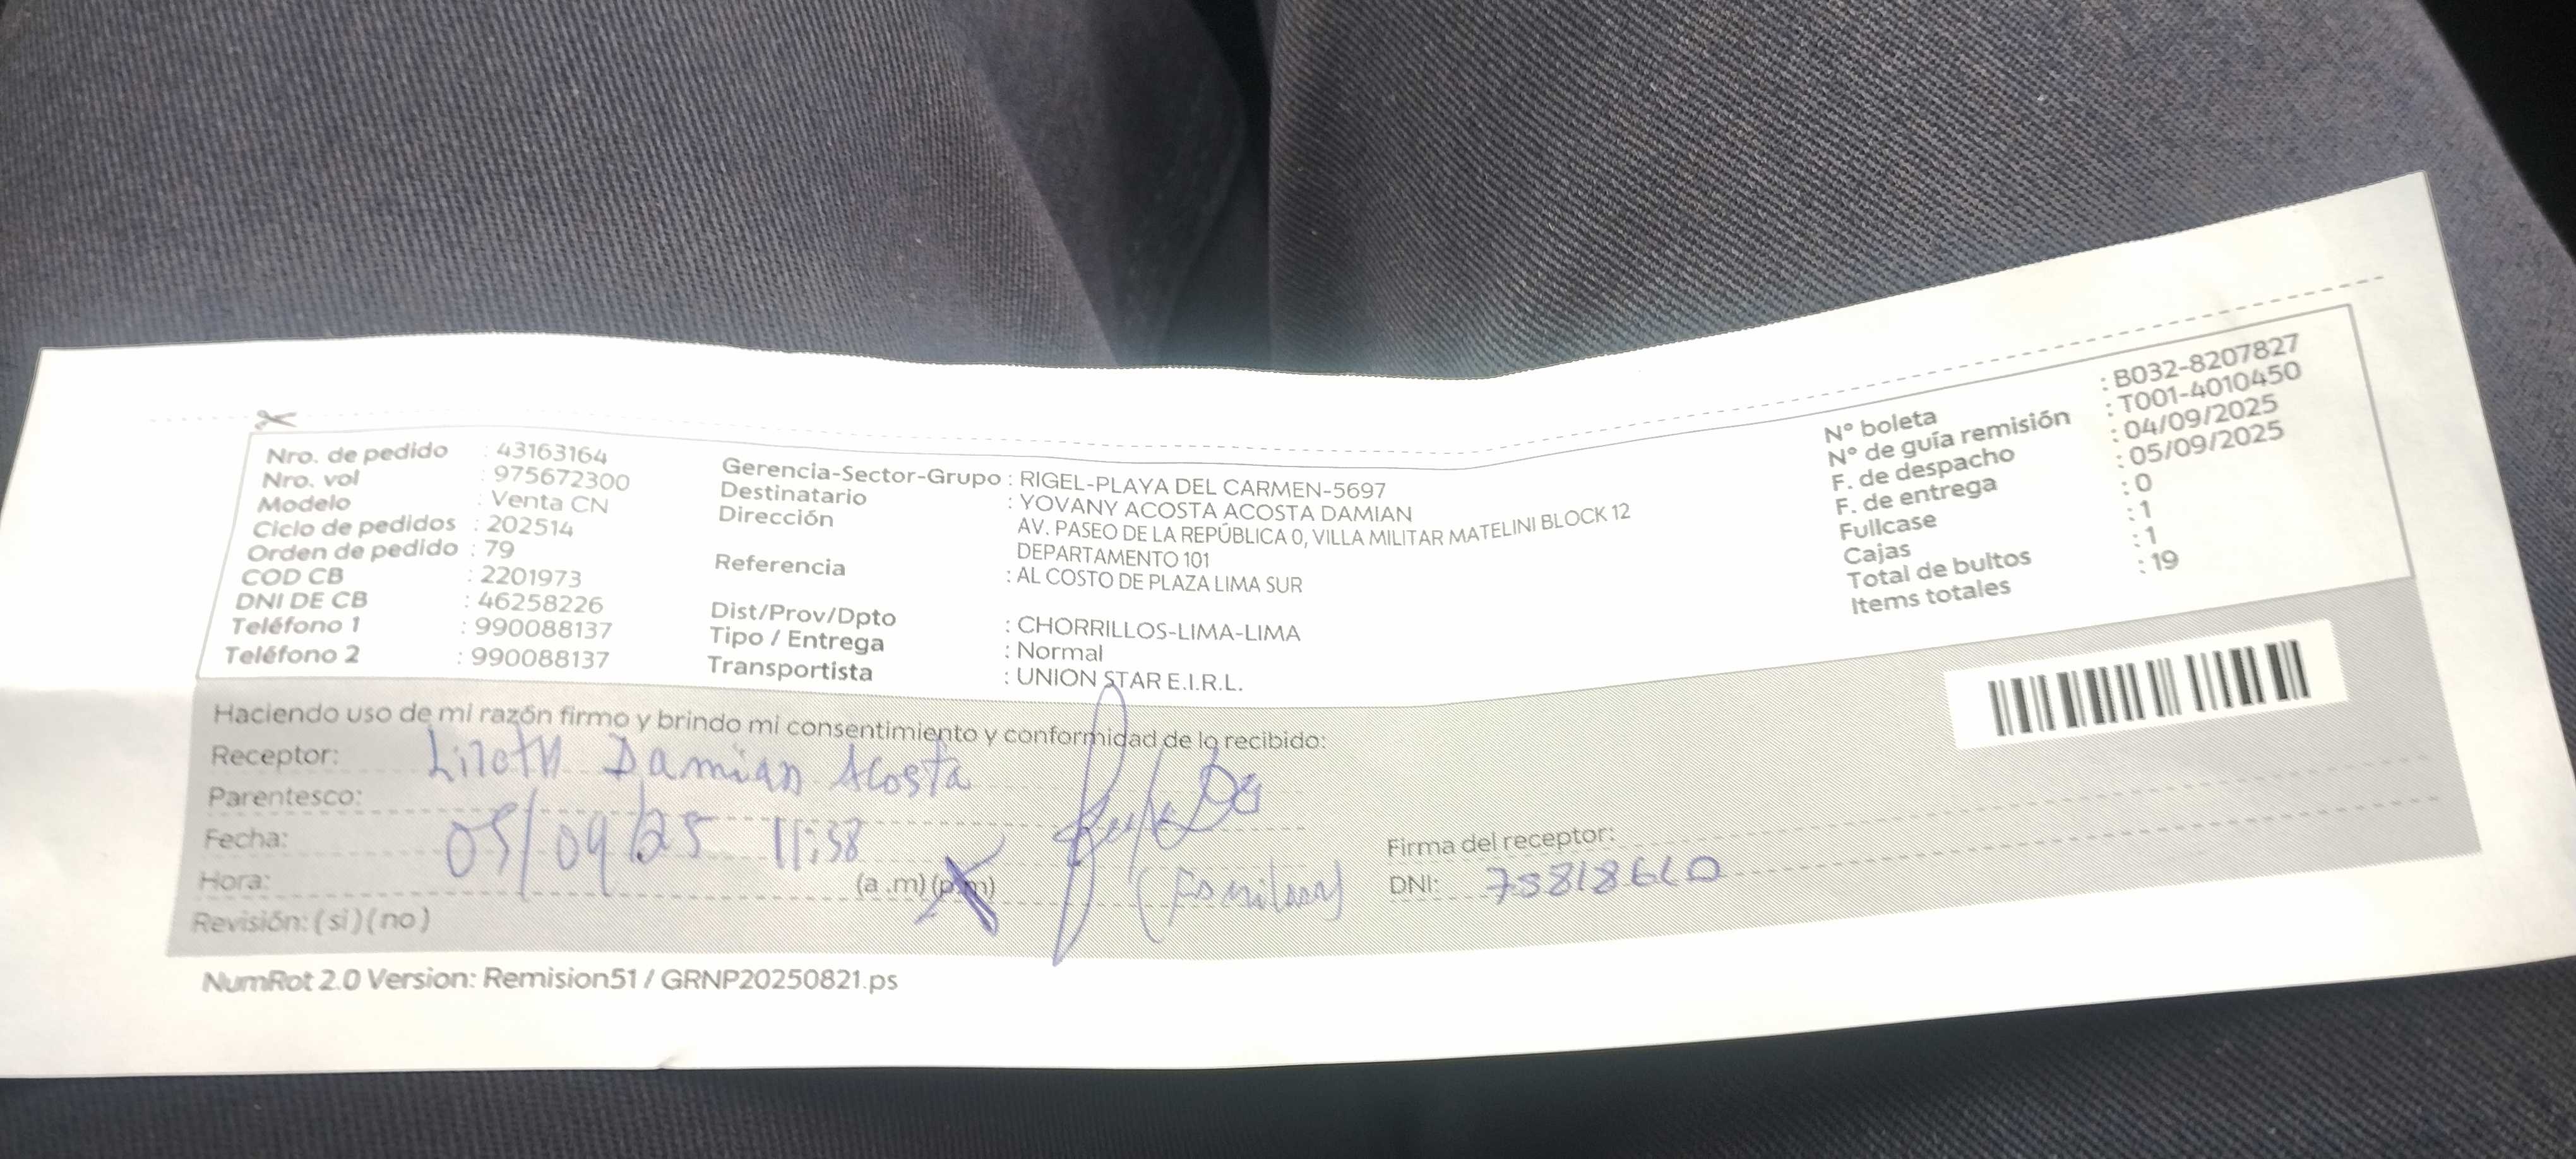 Nro. de pedido : 43163164
Nro. vol : 975672300
Modelo : Venta CN
Ciclo de pedidos : 202514
Orden de pedido : 79
COD CB : 2201973
DNI DE CB : 46258226
Teléfono 1 : 990088137
Teléfono 2 : 990088137
Gerencia-Sector-Grupo : RIGEL-PLAYA DEL CARMEN-5697
Destinatario : YOVANY ACOSTA ACOSTA DAMIAN
Dirección AV. PASEO DE LA REPÚBLICA 0, VILLA MILITAR MATELINI BLOCK 12
DEPARTAMENTO 101
Referencia : AL COSTO DE PLAZA LIMA SUR
Dist/Prov/Dpto : CHORRILLOS-LIMA-LIMA
Tipo / Entrega : Normal
Transportista : UNION STAR E.I.R.L.
N° boleta : B032-8207827
N° de guía remisión : T001-4010450
F. de despacho : 04/09/2025
F. de entrega : 05/09/2025
Fullcase : 0
Cajas : 1
Total de bultos : 1
Items totales : 19
Haciendo uso de mi razón firmo y brindo mi consentimiento y conformidad de lo recibido:
Receptor: Damian Acosta
Parentesco:
Fecha: 05/09/25 11:58
Hora: (a .m) (p.m)
Revisión: (si) (no)
Firma del receptor:
DNI:
NumRot 2.0 Version: Remision51 / GRNP20250821.ps